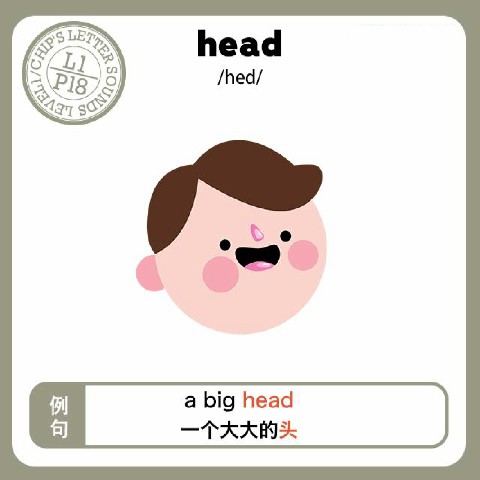 CHIP'S LETTER SOUNDS LEVEL1/
L1
P18
head
/hed/
例句
a big head
一个大大的头